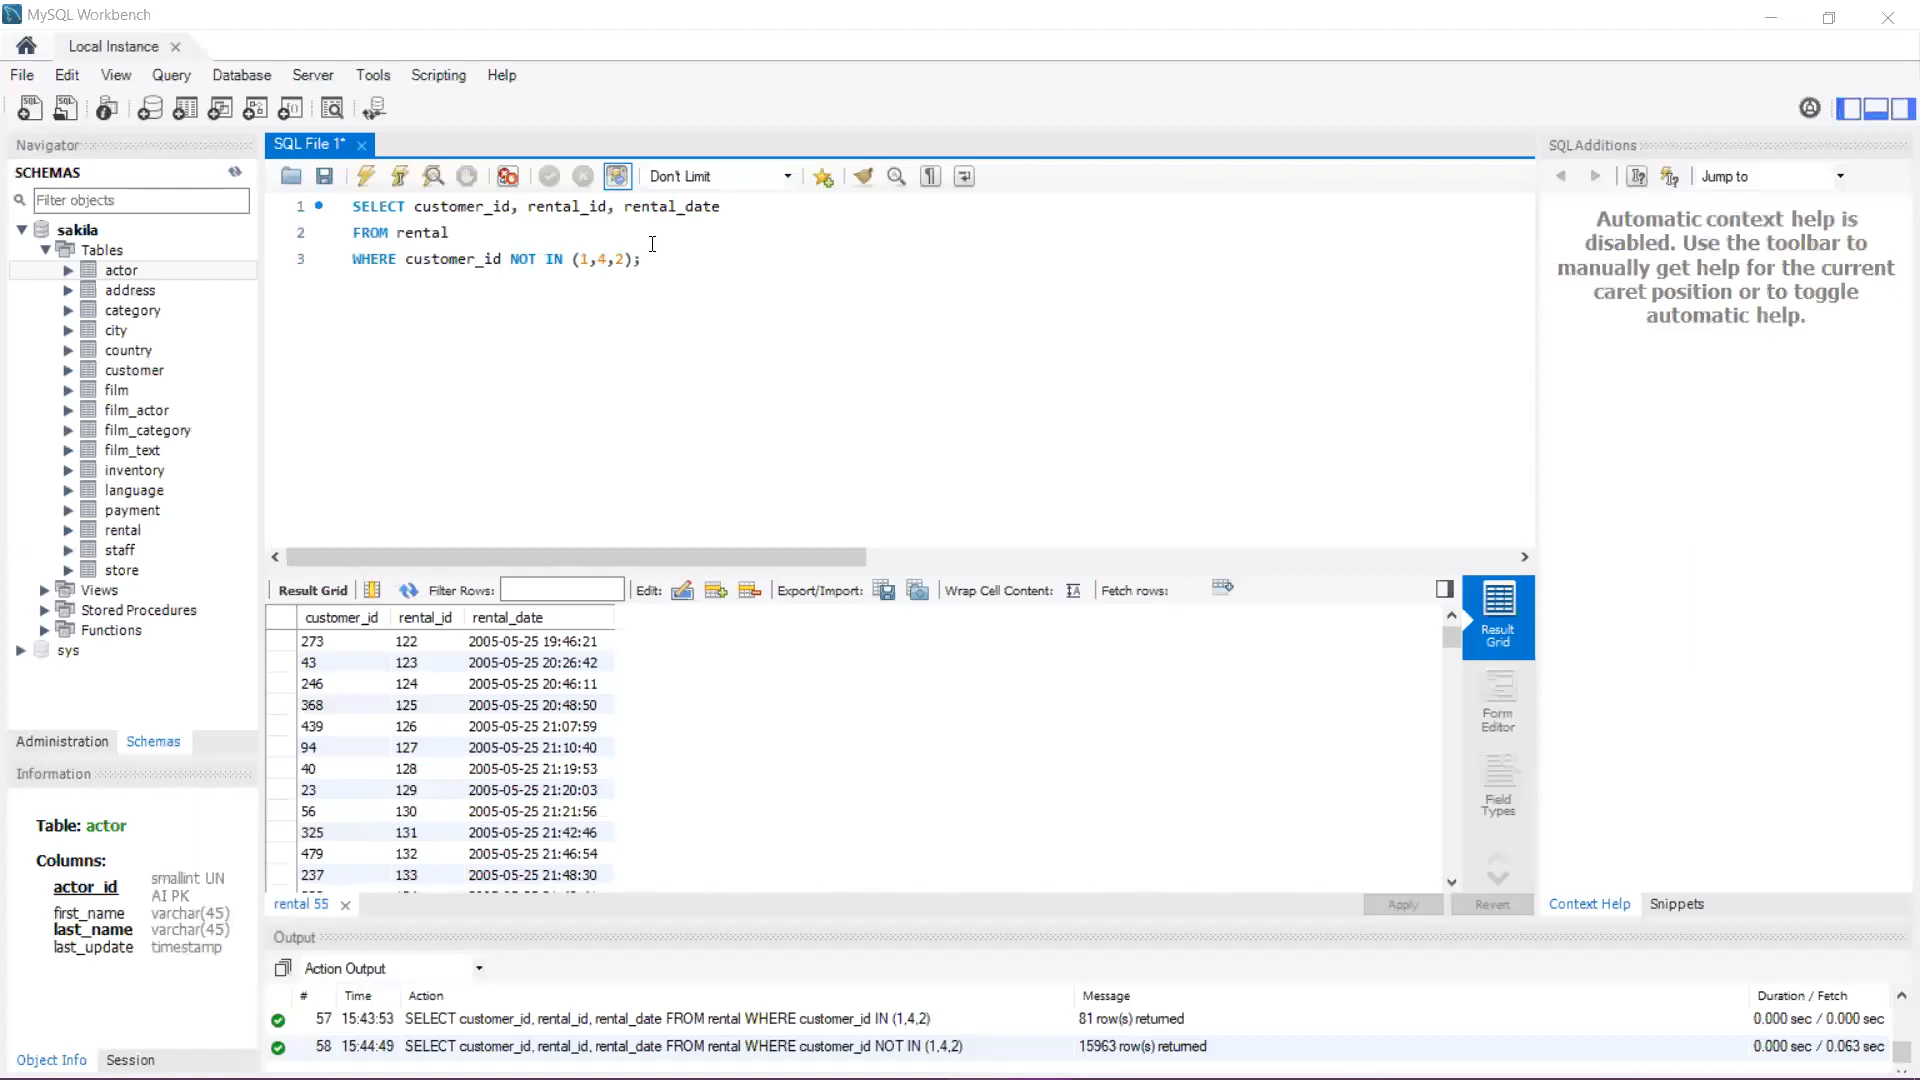 MySQL Workbench
Local Instance
File Edit View Query Database Server Tools Scripting Help
Navigator
SCHEMAS
Filter objects
sakila
Tables
actor
address
category
city
country
customer
film
film_actor
film_category
film_text
inventory
language
payment
rental
staff
store
Views
Stored Procedures
Functions
sys
Administration Schemas
Information
Table: actor
Columns:
actor_id smallint UN AI PK
first_name varchar(45)
last_name varchar(45)
last_update timestamp
Object Info Session
SQL File 1*
Don't Limit
1 SELECT customer_id, rental_id, rental_date
2 FROM rental
3 WHERE customer_id NOT IN (1,4,2);
Result Grid Filter Rows: Edit: Export/Import: Wrap Cell Content: Fetch rows:
customer_id rental_id rental_date
273 122 2005-05-25 19:46:21
43 123 2005-05-25 20:26:42
246 124 2005-05-25 20:46:11
368 125 2005-05-25 20:48:50
439 126 2005-05-25 21:07:59
94 127 2005-05-25 21:10:40
40 128 2005-05-25 21:19:53
23 129 2005-05-25 21:20:03
56 130 2005-05-25 21:21:56
325 131 2005-05-25 21:42:46
479 132 2005-05-25 21:46:54
237 133 2005-05-25 21:48:30
Result
Grid
Form
Editor
Field
Types
rental 55
Apply Revert
SQLAdditions
Jump to
Automatic context help is
disabled. Use the toolbar to
manually get help for the current
caret position or to toggle
automatic help.
Context Help Snippets
Output
Action Output
# Time Action Message Duration / Fetch
57 15:43:53 SELECT customer_id, rental_id, rental_date FROM rental WHERE customer_id IN (1,4,2) 81 row(s) returned 0.000 sec / 0.000 sec
58 15:44:49 SELECT customer_id, rental_id, rental_date FROM rental WHERE customer_id NOT IN (1,4,2) 15963 row(s) returned 0.000 sec / 0.063 sec